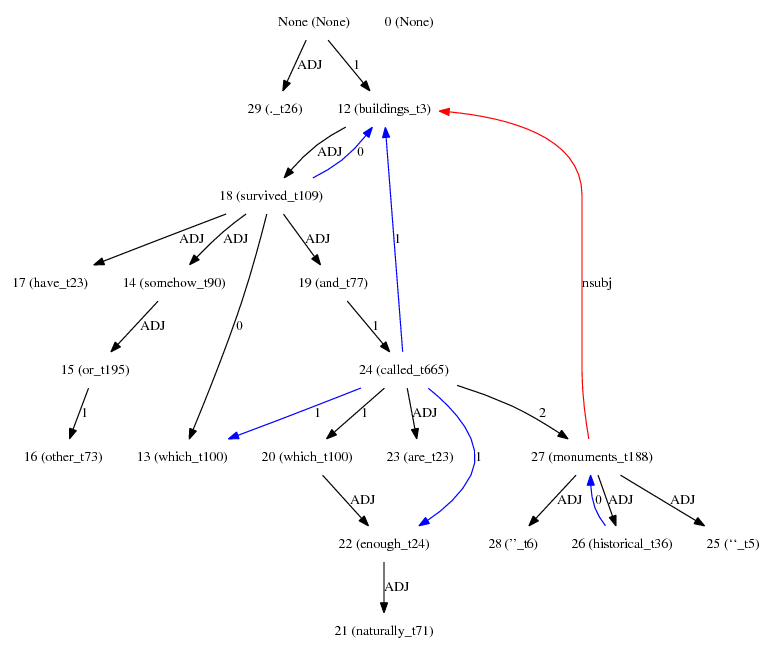 None (None) 0 (None)
ADJ 1
29 (._t26) 12 (buildings_t3)
ADJ 0
18 (survived_t109)
ADJ ADJ ADJ 1
17 (have_t23) 14 (somehow_t90) 19 (and_t77) nsubj
ADJ 0 1
15 (or_t195) 24 (called_t665)
1 1 1 ADJ 2
16 (other_t73) 13 (which_t100) 20 (which_t100) 23 (are_t23) 1 27 (monuments_t188)
ADJ ADJ 0 ADJ ADJ
22 (enough_t24) 28 (’’_t6) 26 (historical_t36) 25 (‘‘_t5)
ADJ
21 (naturally_t71)